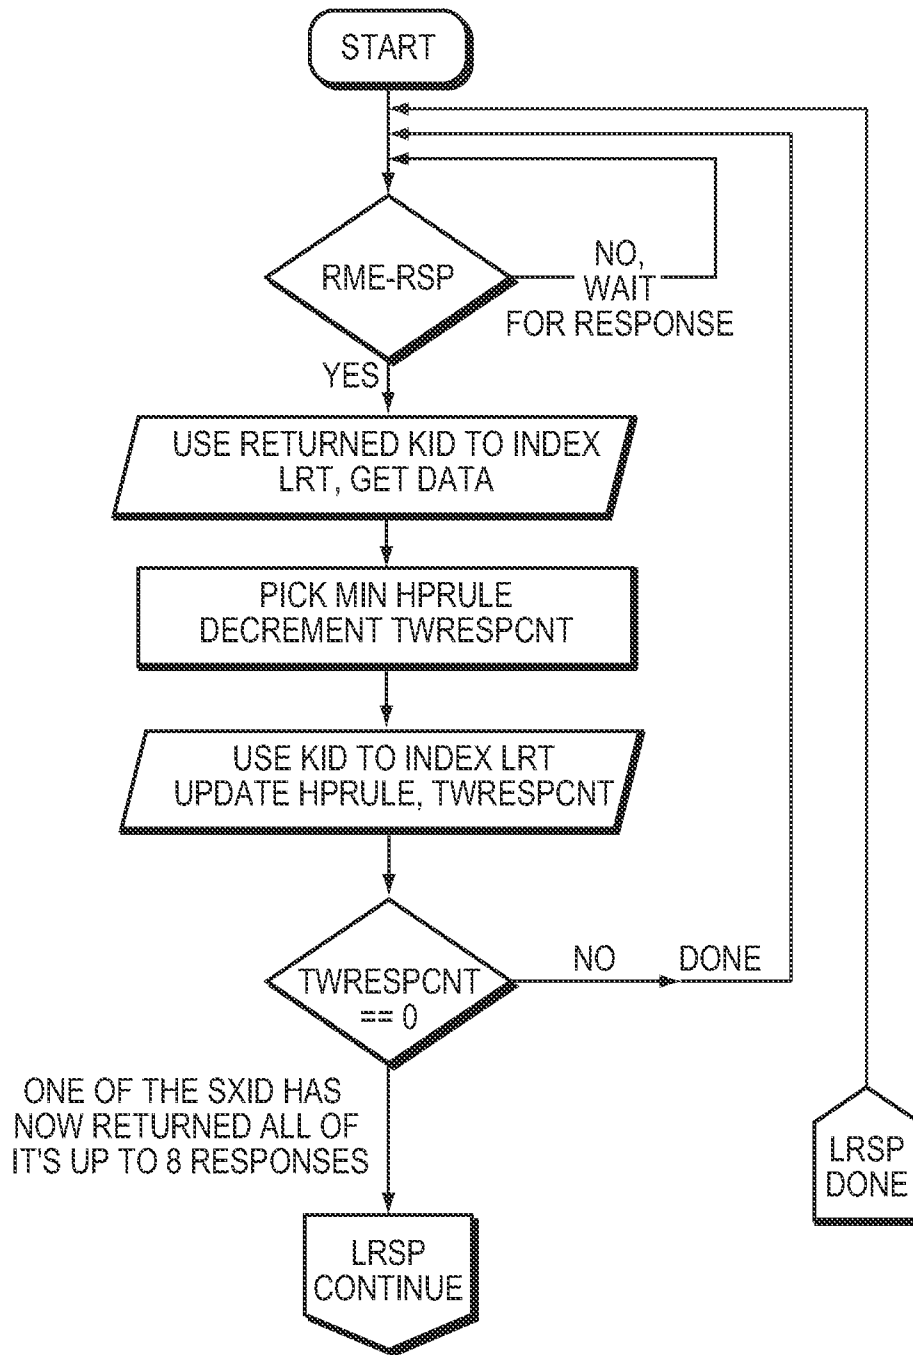 START
RME-RSP
NO,
WAIT
FOR RESPONSE
YES
USE RETURNED KID TO INDEX
LRT, GET DATA
PICK MIN HPRULE
DECREMENT TWRESPCNT
USE KID TO INDEX LRT
UPDATE HPRULE, TWRESPCNT
TWRESPCNT
== 0
NO
DONE
ONE OF THE SXID HAS
NOW RETURNED ALL OF
IT'S UP TO 8 RESPONSES
LRSP
DONE
LRSP
CONTINUE